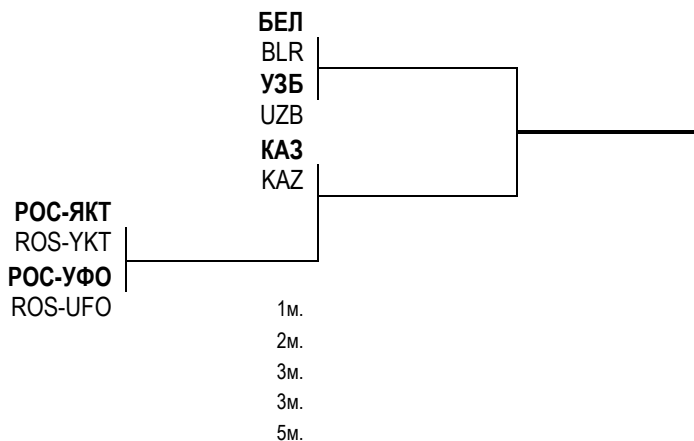 БЕЛ
BLR
УЗБ
UZB
КАЗ
KAZ
РОС-ЯКТ
ROS-YKT
РОС-УФО
ROS-UFO
1м.
2м.
3м.
3м.
5м.